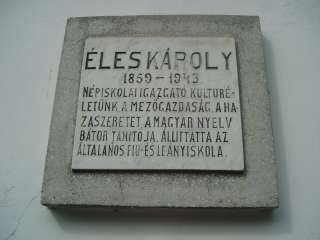 ÉLES KÁROLY
1859-1943
NÉPISKOLAI IGAZGATÓ, KULTURÉ-
LETÜNK A MEZŐGAZDASÁG, A HA-
ZASZERETET, A MAGYAR NYELV
BÁTOR TANÍTÓJA. ÁLLÍTTATTA AZ
ÁLTALÁNOS FIU- ÉS LEÁNYISKOLA.